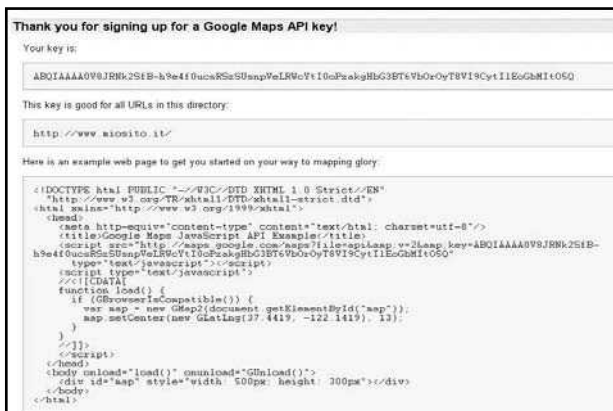 Thank you for signing up for a Google Maps API key!
Your key is:
ABQIAAAA0V8JRNk2SfB-h9e4f0ucsRSzSUsnpVeLRWcYtI0oPzakgHbG3BT6VbOrOyT8VI9CytIlEoGbMItO5Q
This key is good for all URLs in this directory:
http://www.miosito.it/
Here is an example web page to get you started on your way to mapping glory:
<!DOCTYPE html PUBLIC "-//W3C//DTD XHTML 1.0 Strict//EN"
"http://www.w3.org/TR/xhtml1/DTD/xhtml1-strict.dtd">
<html xmlns="http://www.w3.org/1999/xhtml">
<head>
<meta http-equiv="content-type" content="text/html; charset=utf-8"/>
<title>Google Maps JavaScript API Example</title>
<script src="http://maps.google.com/maps?file=api&amp;v=2&amp;key=ABQIAAAA0V8JRNk2SfB-
h9e4f0ucsRSzSUsnpVeLRWcYtI0oPzakgHbG3BT6VbOrOyT8VI9CytIlEoGbMItO5Q"
type="text/javascript"></script>
<script type="text/javascript">
//<![CDATA[
function load() {
if (GBrowserIsCompatible()) {
var map = new GMap2(document.getElementById("map"));
map.setCenter(new GLatLng(37.4419, -122.1419), 13);
}
}
//]]>
</script>
</head>
<body onload="load()" onunload="GUnload()">
<div id="map" style="width: 500px; height: 300px"></div>
</body>
</html>